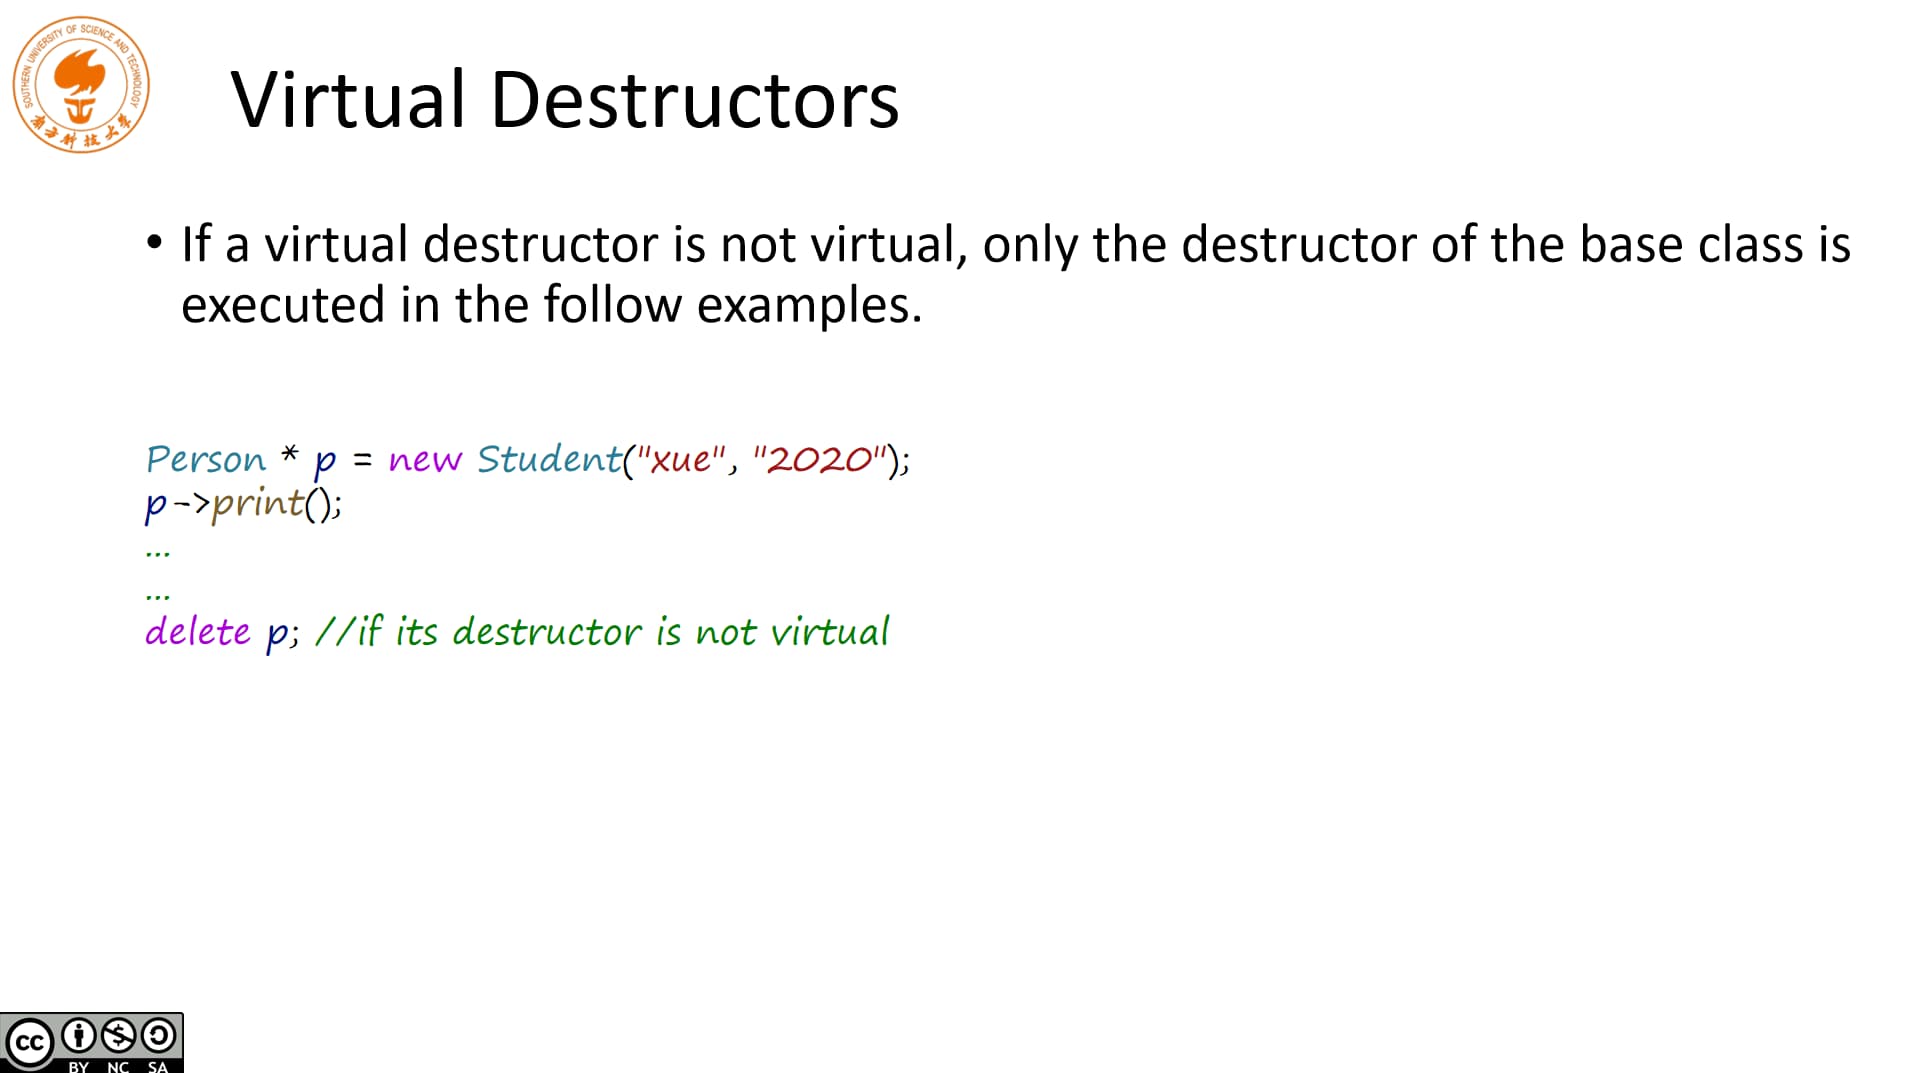 SOUTHERN UNIVERSITY OF SCIENCE AND TECHNOLOGY
南方科技大学
Virtual Destructors
• If a virtual destructor is not virtual, only the destructor of the base class is
executed in the follow examples.
Person * p = new Student("xue", "2020");
p->print();
...
...
delete p; //if its destructor is not virtual
cc
BY NC SA